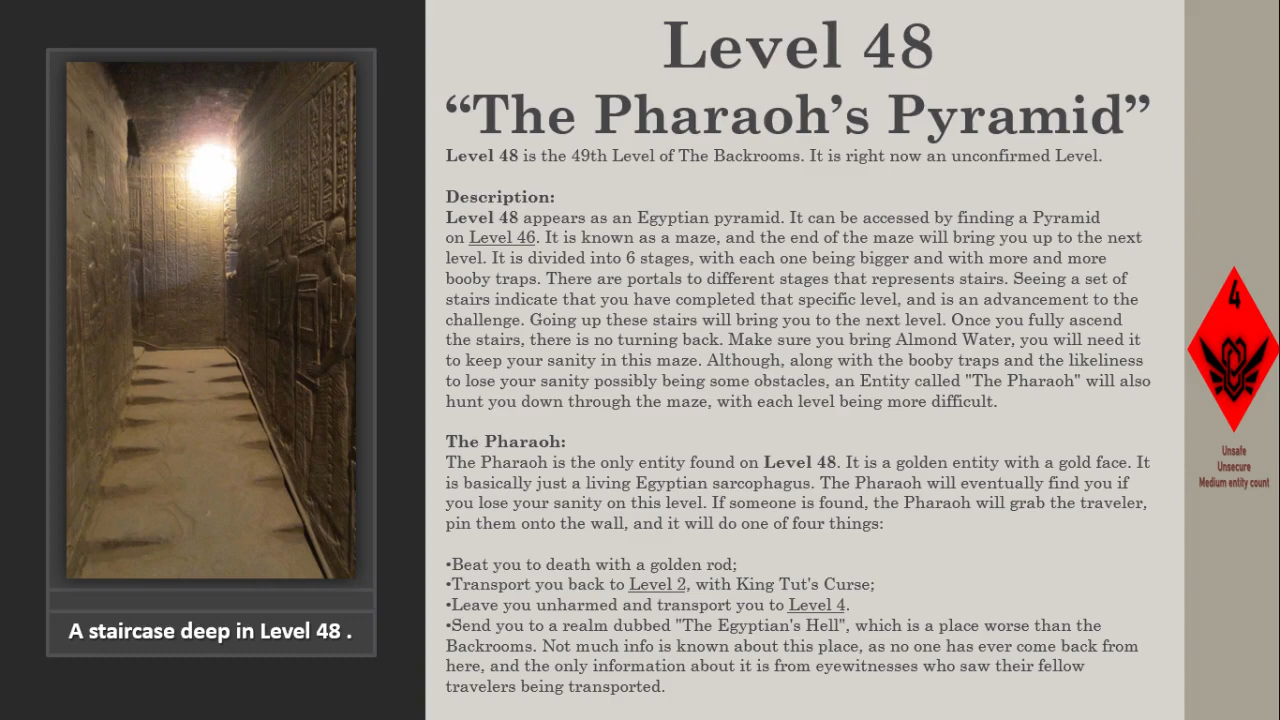 Level 48
“The Pharaoh’s Pyramid”
Level 48 is the 49th Level of The Backrooms. It is right now an unconfirmed Level.
Description:
Level 48 appears as an Egyptian pyramid. It can be accessed by finding a Pyramid
on Level 46. It is known as a maze, and the end of the maze will bring you up to the next
level. It is divided into 6 stages, with each one being bigger and with more and more
booby traps. There are portals to different stages that represents stairs. Seeing a set of
stairs indicate that you have completed that specific level, and is an advancement to the
challenge. Going up these stairs will bring you to the next level. Once you fully ascend
the stairs, there is no turning back. Make sure you bring Almond Water, you will need it
to keep your sanity in this maze. Although, along with the booby traps and the likeliness
to lose your sanity possibly being some obstacles, an Entity called "The Pharaoh" will also
hunt you down through the maze, with each level being more difficult.
The Pharaoh:
The Pharaoh is the only entity found on Level 48. It is a golden entity with a gold face. It
is basically just a living Egyptian sarcophagus. The Pharaoh will eventually find you if
you lose your sanity on this level. If someone is found, the Pharaoh will grab the traveler,
pin them onto the wall, and it will do one of four things:
•Beat you to death with a golden rod;
•Transport you back to Level 2, with King Tut's Curse;
•Leave you unharmed and transport you to Level 4.
•Send you to a realm dubbed "The Egyptian's Hell", which is a place worse than the
Backrooms. Not much info is known about this place, as no one has ever come back from
here, and the only information about it is from eyewitnesses who saw their fellow
travelers being transported.
A staircase deep in Level 48 .
4
Unsafe
Unsecure
Medium entity count